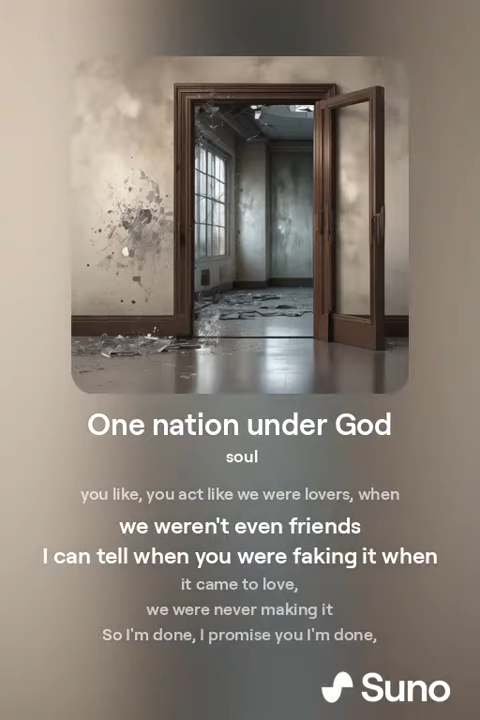 One nation under God
soul
you like, you act like we were lovers, when
we weren't even friends
I can tell when you were faking it when
it came to love,
we were never making it
So I'm done, I promise you I'm done,
Suno